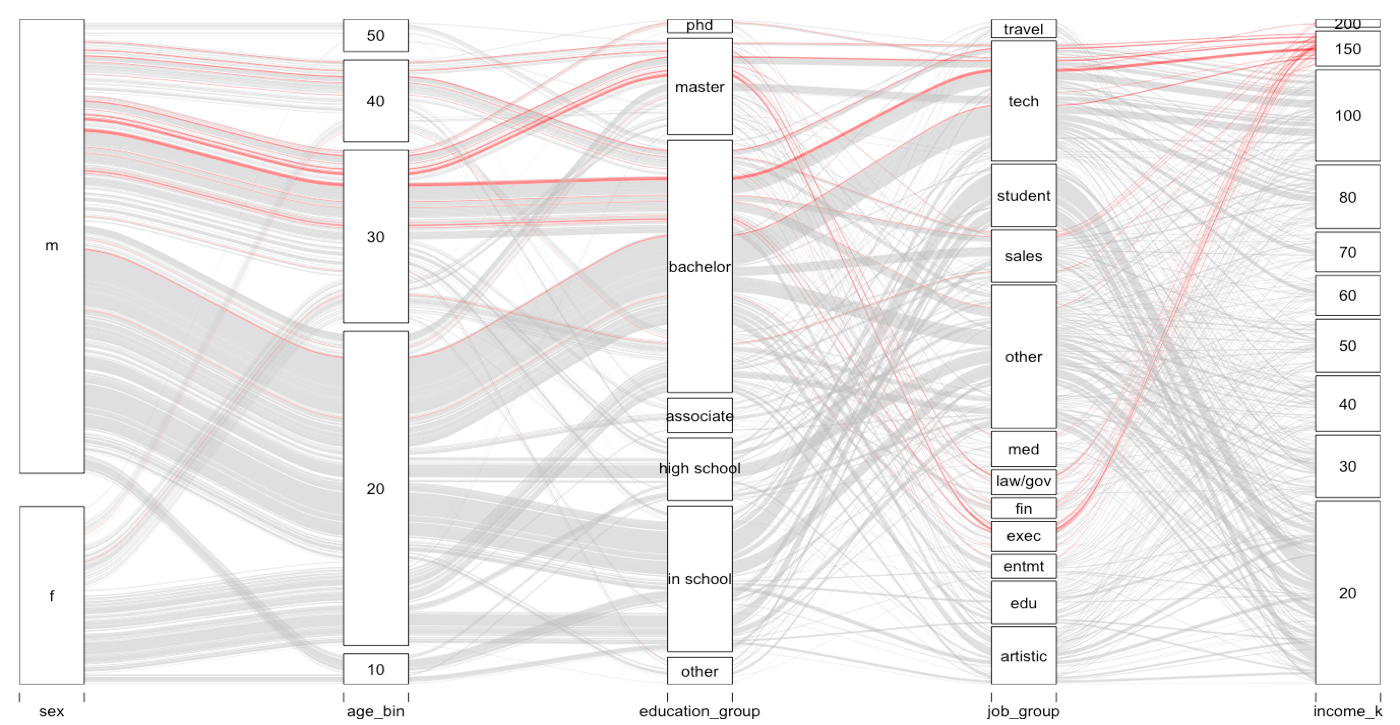 m
f
sex
50
40
30
20
10
age_bin
phd
master
bachelor
associate
high school
in school
other
education_group
travel
tech
student
sales
other
med
law/gov
fin
exec
entmt
edu
artistic
job_group
200
150
100
80
70
60
50
40
30
20
income_k